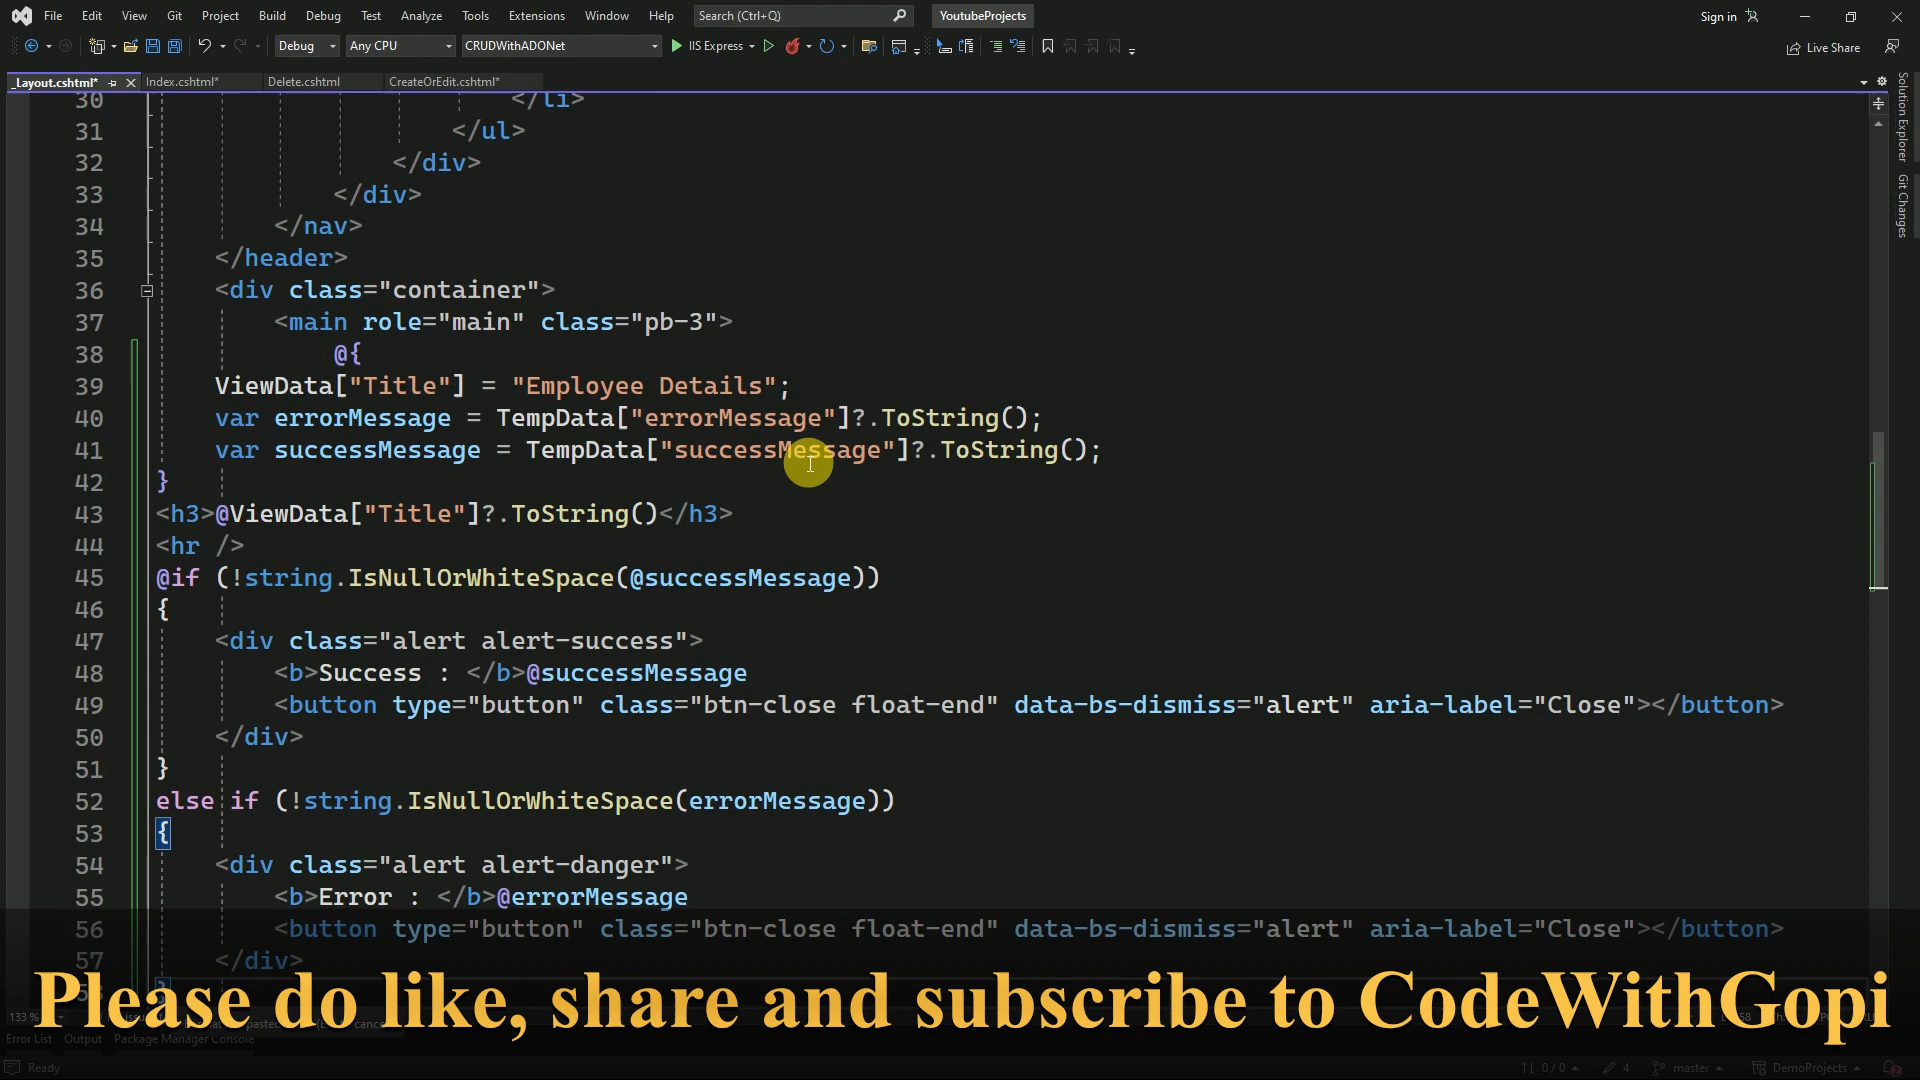 File Edit View Git Project Build Debug Test Analyze Tools Extensions Window Help Search (Ctrl+Q) YoutubeProjects Sign in
Debug Any CPU CRUDWithADONet IIS Express Live Share
_Layout.cshtml* Index.cshtml* Delete.cshtml CreateOrEdit.cshtml*
Solution Explorer
Git Changes
30 </li>
31 </ul>
32 </div>
33 </div>
34 </nav>
35 </header>
36 <div class="container">
37 <main role="main" class="pb-3">
38 @{
39 ViewData["Title"] = "Employee Details";
40 var errorMessage = TempData["errorMessage"]?.ToString();
41 var successMessage = TempData["successMessage"]?.ToString();
42 }
43 <h3>@ViewData["Title"]?.ToString()</h3>
44 <hr />
45 @if (!string.IsNullOrWhiteSpace(@successMessage))
46 {
47 <div class="alert alert-success">
48 <b>Success : </b>@successMessage
49 <button type="button" class="btn-close float-end" data-bs-dismiss="alert" aria-label="Close"></button>
50 </div>
51 }
52 else if (!string.IsNullOrWhiteSpace(errorMessage))
53 {
54 <div class="alert alert-danger">
55 <b>Error : </b>@errorMessage
56 <button type="button" class="btn-close float-end" data-bs-dismiss="alert" aria-label="Close"></button>
57 </div>
Please do like, share and subscribe to CodeWithGopi
133 %
Error List Output Package Manager Console
Ready 0 / 0 4 master DemoProjects